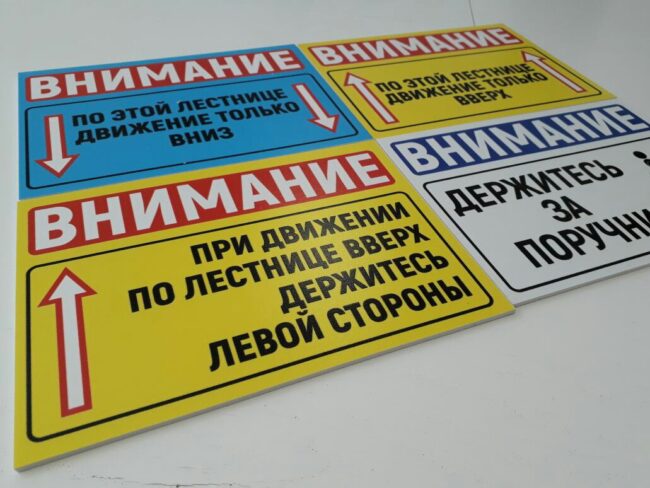 ВНИМАНИЕ
ПО ЭТОЙ ЛЕСТНИЦЕ
ДВИЖЕНИЕ ТОЛЬКО
ВНИЗ
ВНИМАНИЕ
ПО ЭТОЙ ЛЕСТНИЦЕ
ДВИЖЕНИЕ ТОЛЬКО
ВВЕРХ
ВНИМАНИЕ
ПРИ ДВИЖЕНИИ
ПО ЛЕСТНИЦЕ ВВЕРХ
ДЕРЖИТЕСЬ
ЛЕВОЙ СТОРОНЫ
ВНИМАНИЕ
ДЕРЖИТЕСЬ
ЗА
ПОРУЧНИ